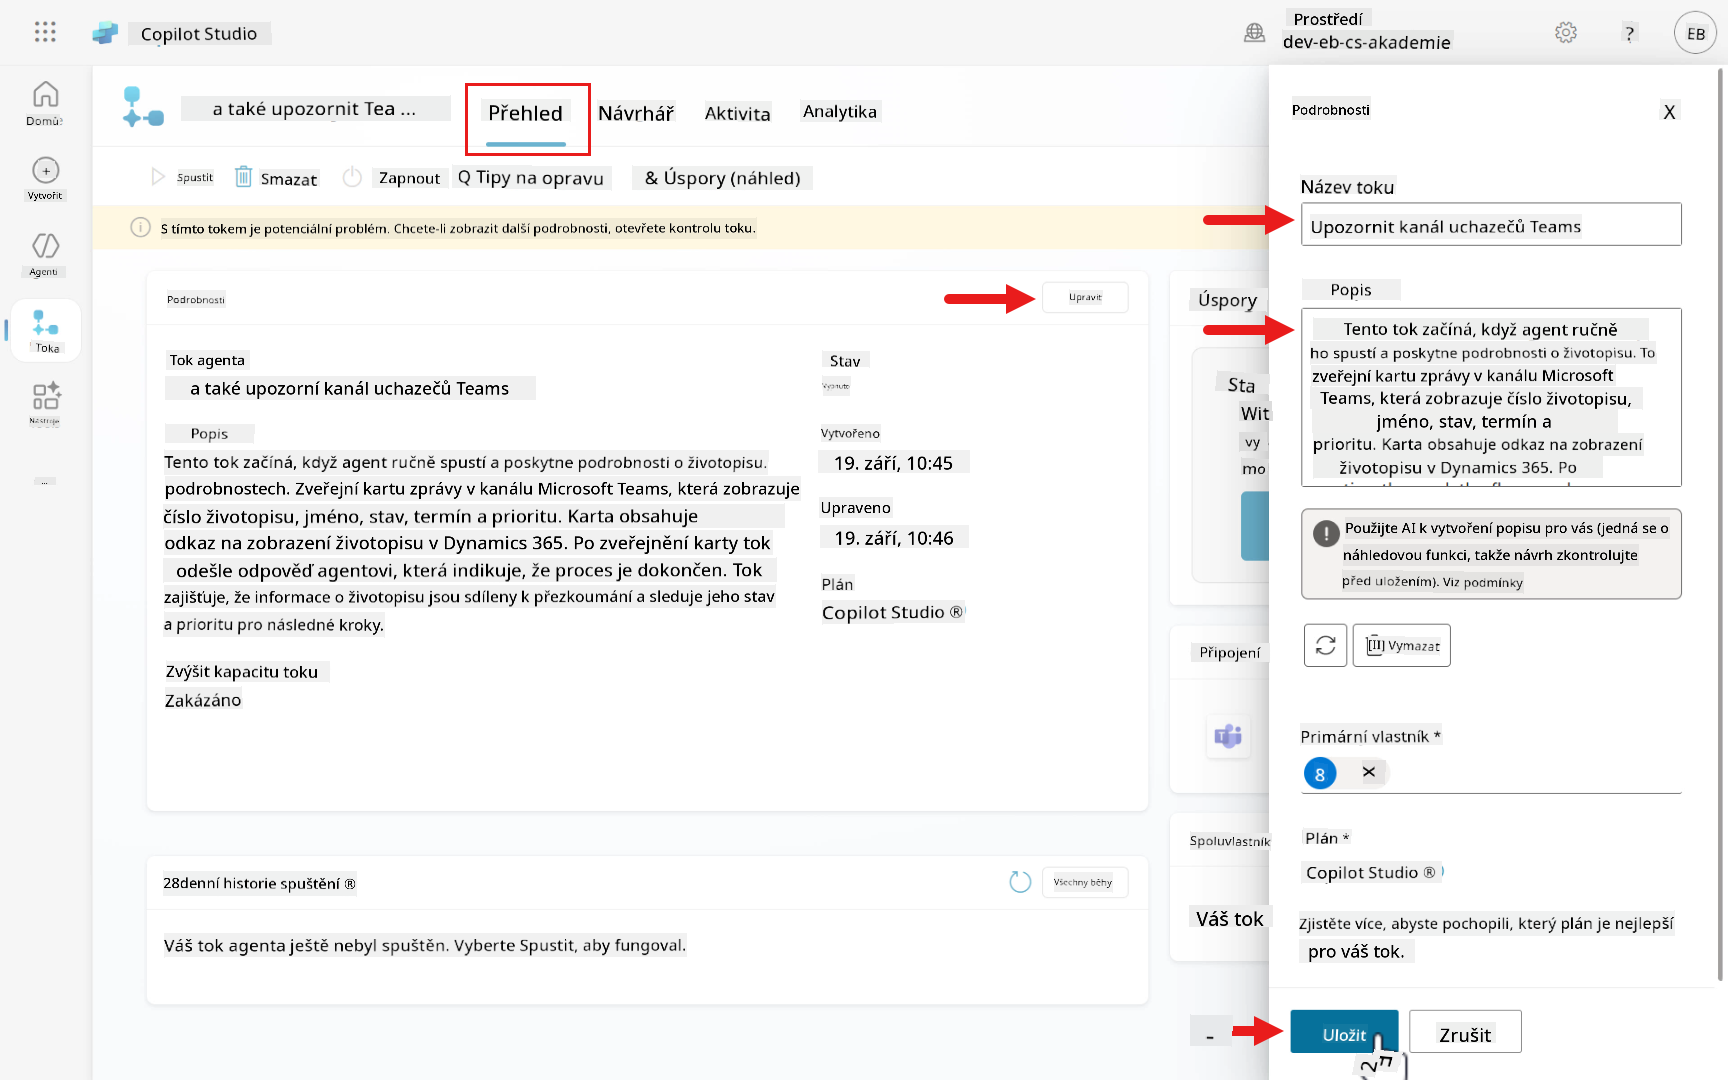 Copilot Studio
Prostředí
dev-eb-cs-akademie
?
EB
Domů
Vytvořit
Agenti
Toka
Nástroje
...
a také upozornit Tea ...
Přehled
Návrhář
Aktivita
Analytika
Spustit
Smazat
Zapnout
Q Tipy na opravu
& Úspory (náhled)
S tímto tokem je potenciální problém. Chcete-li zobrazit další podrobnosti, otevřete kontrolu toku.
Podrobnosti
Upravit
Tok agenta
a také upozorní kanál uchazečů Teams
Popis
Tento tok začíná, když agent ručně spustí a poskytne podrobnosti o životopisu.
podrobnostech. Zveřejní kartu zprávy v kanálu Microsoft Teams, která zobrazuje
číslo životopisu, jméno, stav, termín a prioritu. Karta obsahuje
odkaz na zobrazení životopisu v Dynamics 365. Po zveřejnění karty tok
odešle odpověď agentovi, která indikuje, že proces je dokončen. Tok
zajišťuje, že informace o životopisu jsou sdíleny k přezkoumání a sleduje jeho stav
a prioritu pro následné kroky.
Zvýšit kapacitu toku
Zakázáno
Stav
Vypnuto
Vytvořeno
19. září, 10:45
Upraveno
19. září, 10:46
Plán
Copilot Studio ®
28denní historie spuštění ®
Všechny běhy
Váš tok agenta ještě nebyl spuštěn. Vyberte Spustit, aby fungoval.
Úspory
Sta
Wit
vy
mo
Připojení
Spoluvlastník
Váš tok
-
Podrobnosti
X
Název toku
Upozornit kanál uchazečů Teams
Popis
Tento tok začíná, když agent ručně
ho spustí a poskytne podrobnosti o životopisu. To
zveřejní kartu zprávy v kanálu Microsoft
Teams, která zobrazuje číslo životopisu,
jméno, stav, termín a
prioritu. Karta obsahuje odkaz na zobrazení
životopisu v Dynamics 365. Po
Použijte AI k vytvoření popisu pro vás (jedná se o
náhledovou funkci, takže návrh zkontrolujte
před uložením). Viz podmínky
[II] Vymazat
Primární vlastník *
8
Plán *
Copilot Studio ®
Zjistěte více, abyste pochopili, který plán je nejlepší
pro váš tok.
Uložit
Zrušit